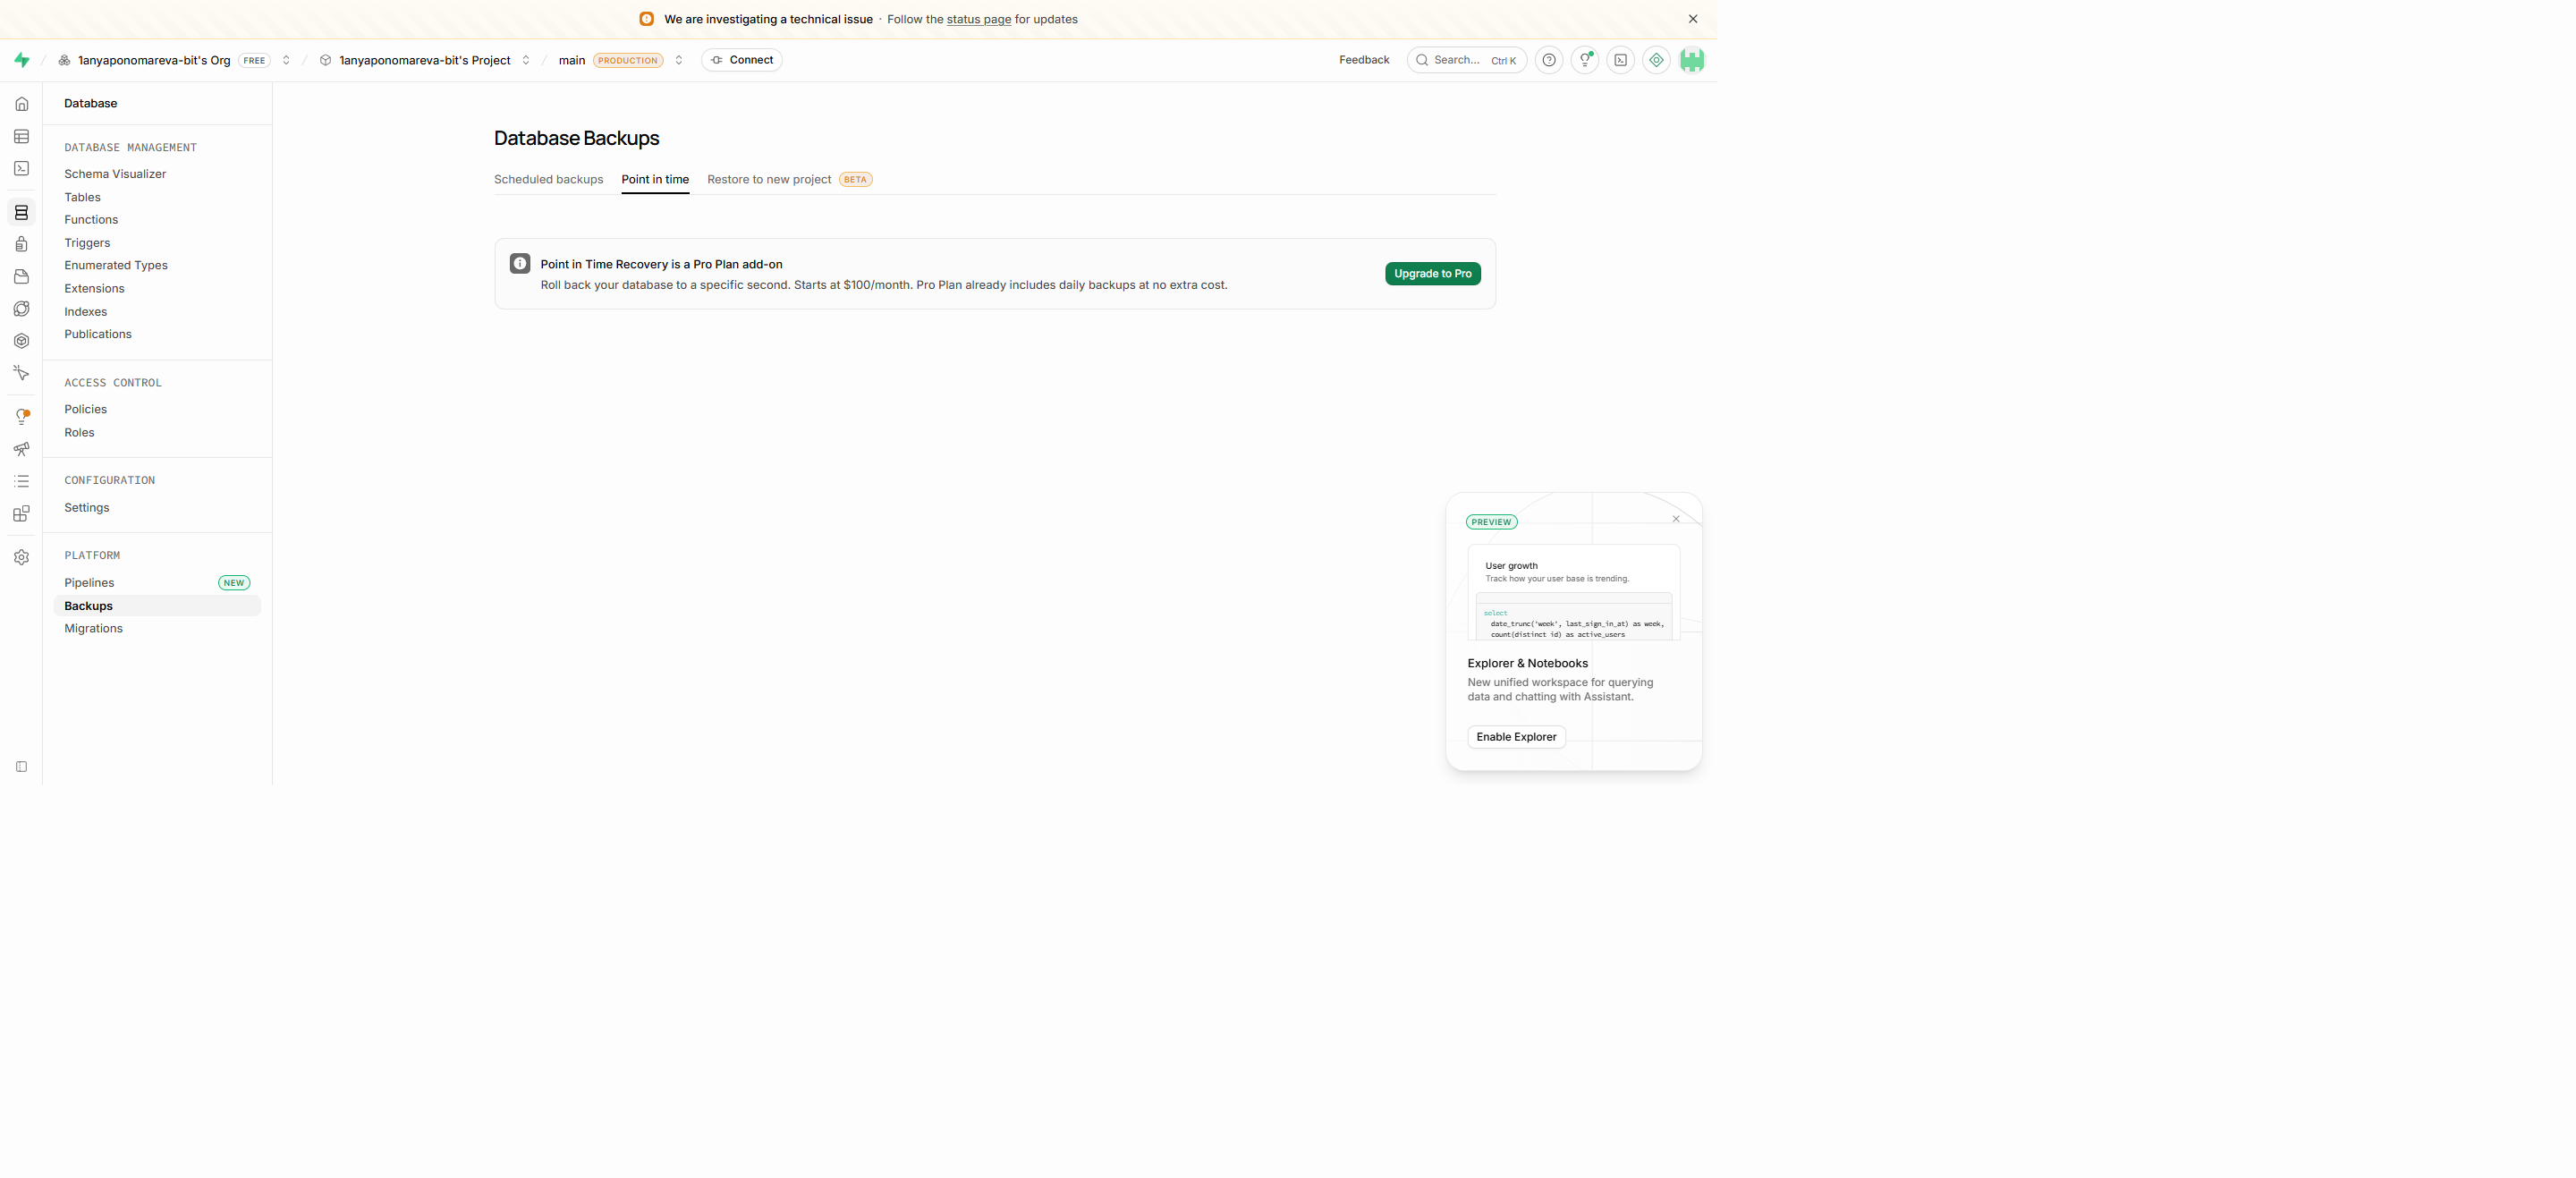 We are investigating a technical issue · Follow the status page for updates
1anyaponomareva-bit's Org FREE / 1anyaponomareva-bit's Project / main PRODUCTION Connect
Feedback Search... Ctrl K
Database
DATABASE MANAGEMENT
Schema Visualizer
Tables
Functions
Triggers
Enumerated Types
Extensions
Indexes
Publications
ACCESS CONTROL
Policies
Roles
CONFIGURATION
Settings
PLATFORM
Pipelines NEW
Backups
Migrations
Database Backups
Scheduled backups Point in time Restore to new project BETA
Point in Time Recovery is a Pro Plan add-on
Roll back your database to a specific second. Starts at $100/month. Pro Plan already includes daily backups at no extra cost.
Upgrade to Pro
PREVIEW
User growth
Track how your user base is trending.
select
date_trunc('week', last_sign_in_at) as week,
count(distinct id) as active_users
Explorer & Notebooks
New unified workspace for querying
data and chatting with Assistant.
Enable Explorer